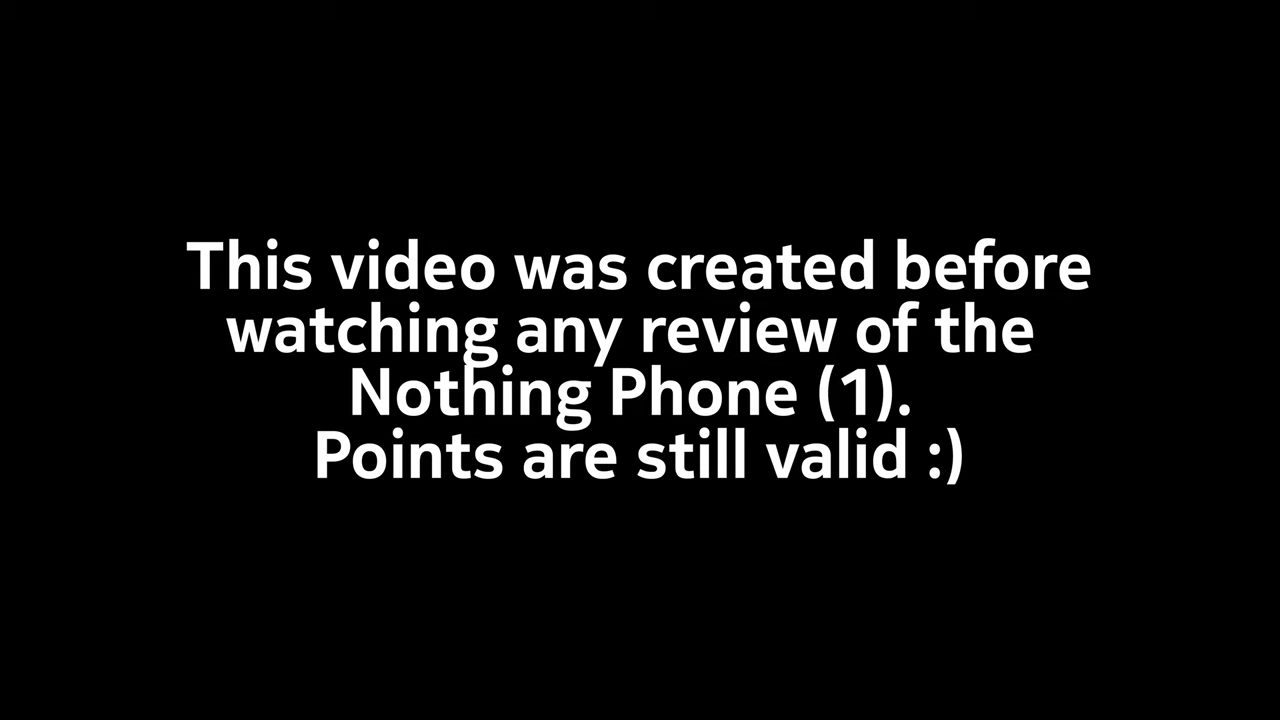 This video was created before
watching any review of the
Nothing Phone (1).
Points are still valid :)